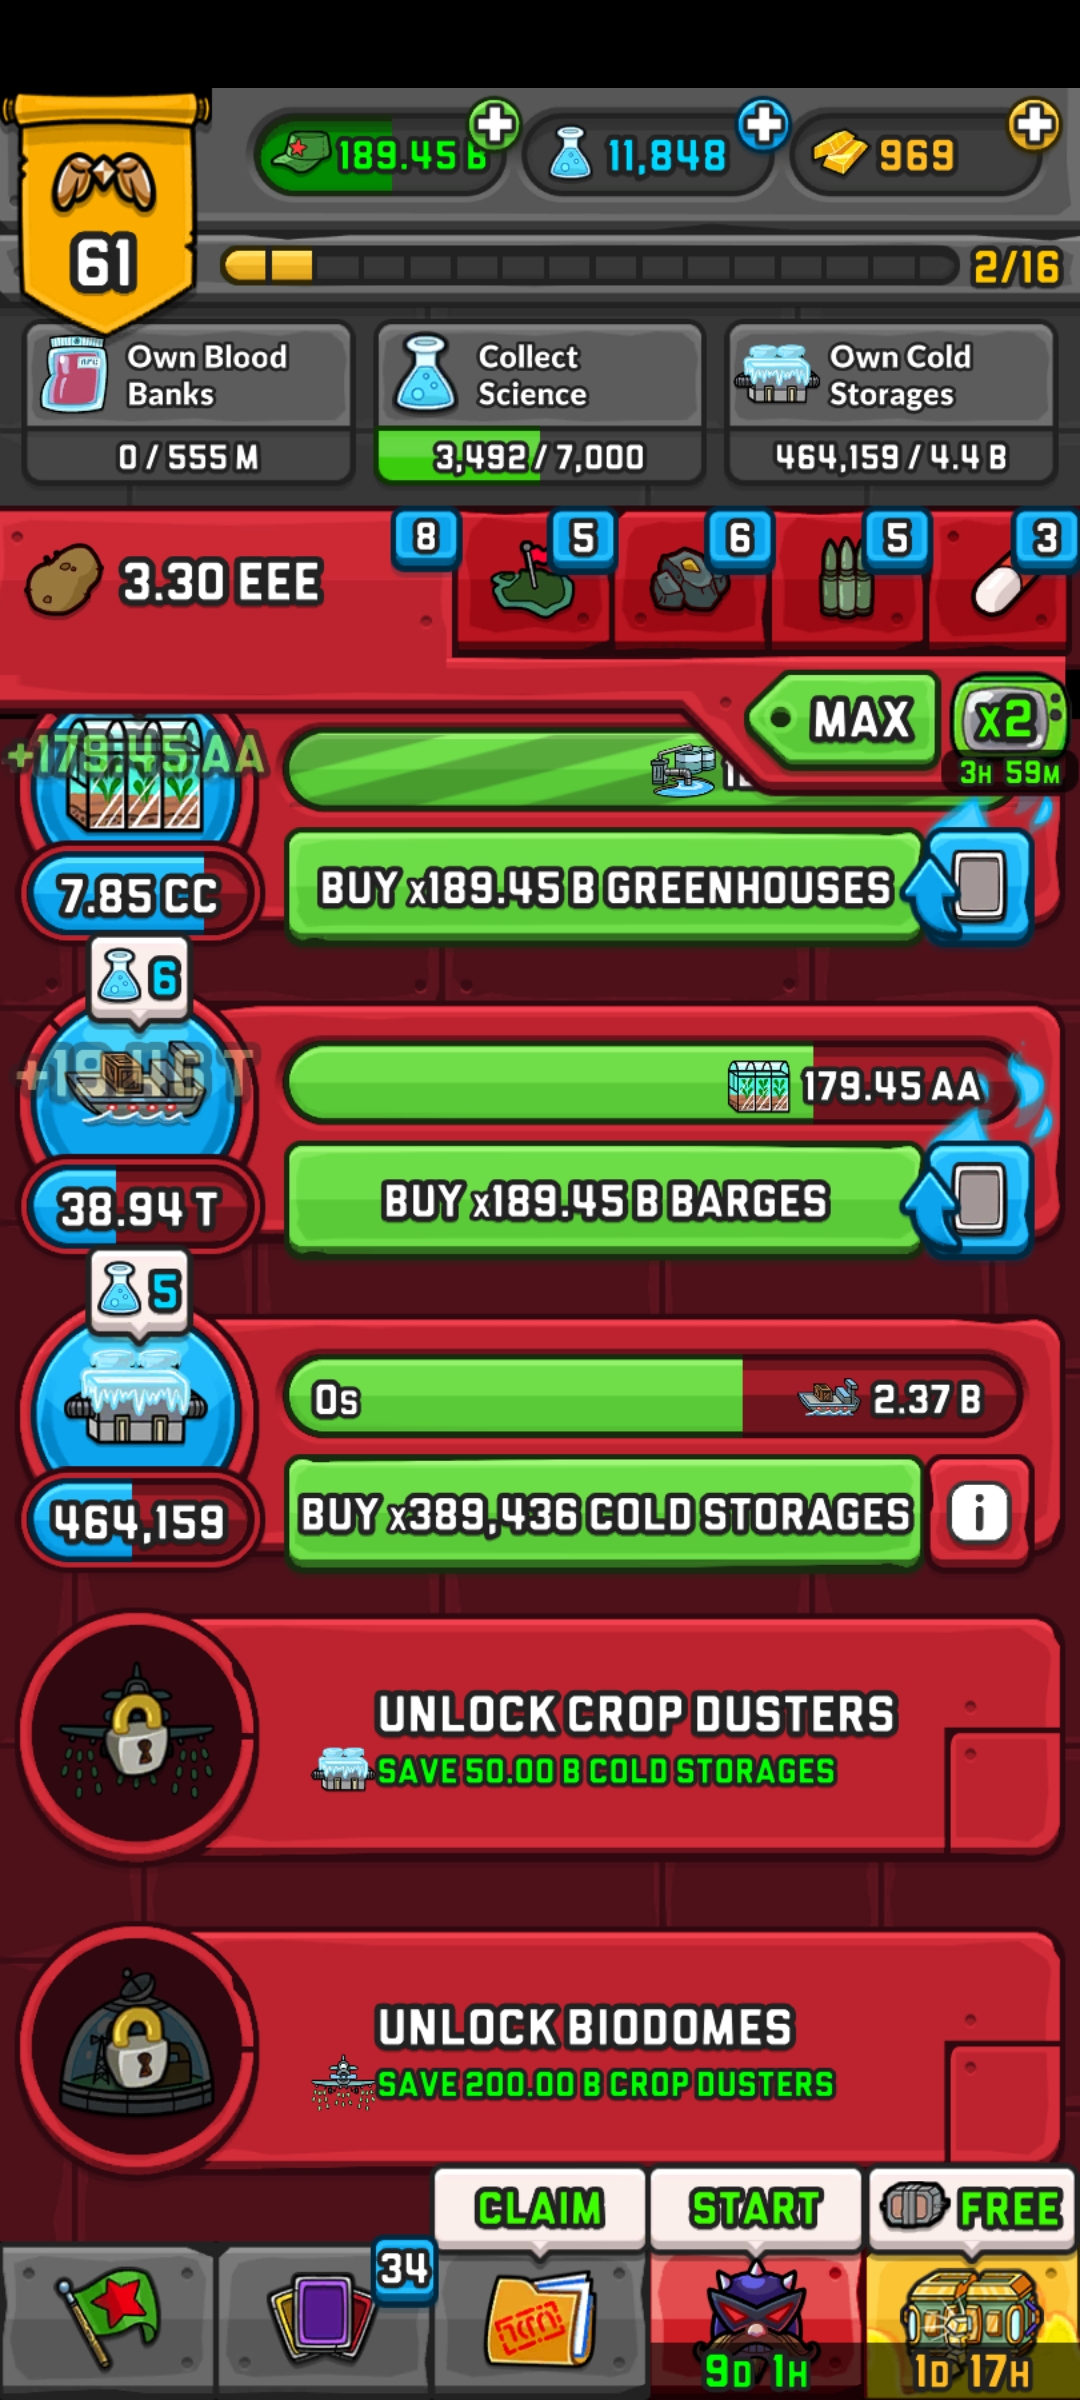 61
189.45 B
11,848
969
2/16
Own Blood
Banks
0 / 555 M
Collect
Science
3,492 / 7,000
Own Cold
Storages
464,159 / 4.4 B
3.30 EEE
8
5
6
5
3
MAX
x2
3H 59M
+179.45 AA
7.85 CC
BUY x189.45 B GREENHOUSES
6
179.45 AA
38.94 T
BUY x189.45 B BARGES
5
0s
2.37 B
464,159
BUY x389,436 COLD STORAGES
i
UNLOCK CROP DUSTERS
SAVE 50.00 B COLD STORAGES
UNLOCK BIODOMES
SAVE 200.00 B CROP DUSTERS
CLAIM
START
FREE
34
9D 1H
1D 17H